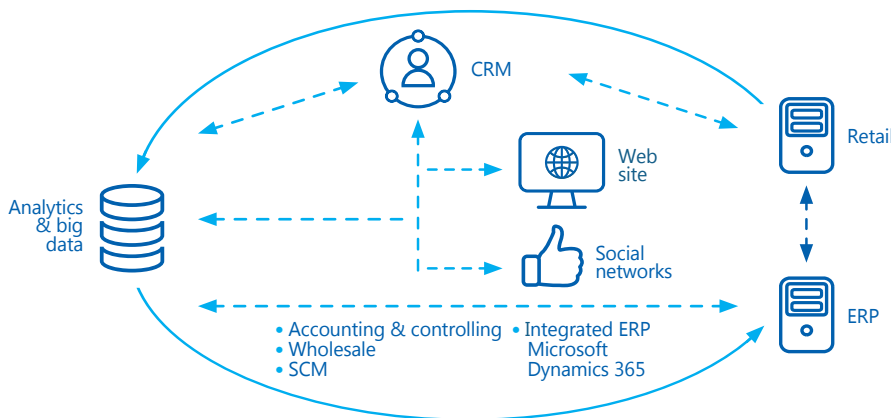 CRM
Retail
Web
site
Analytics
& big
data
Social
networks
ERP
• Accounting & controlling
• Wholesale
• SCM
• Integrated ERP
Microsoft
Dynamics 365